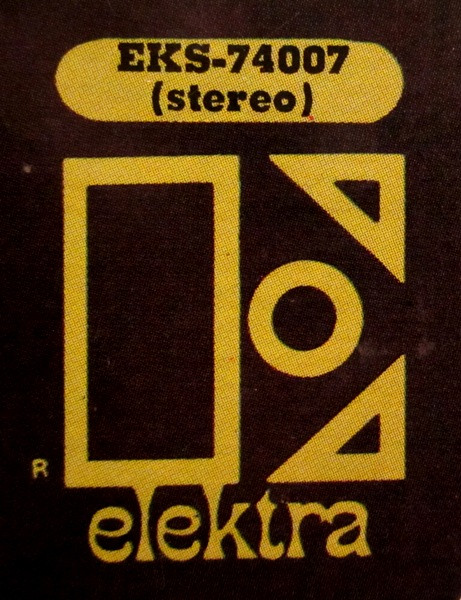 EKS-74007
(stereo)
R
elektra